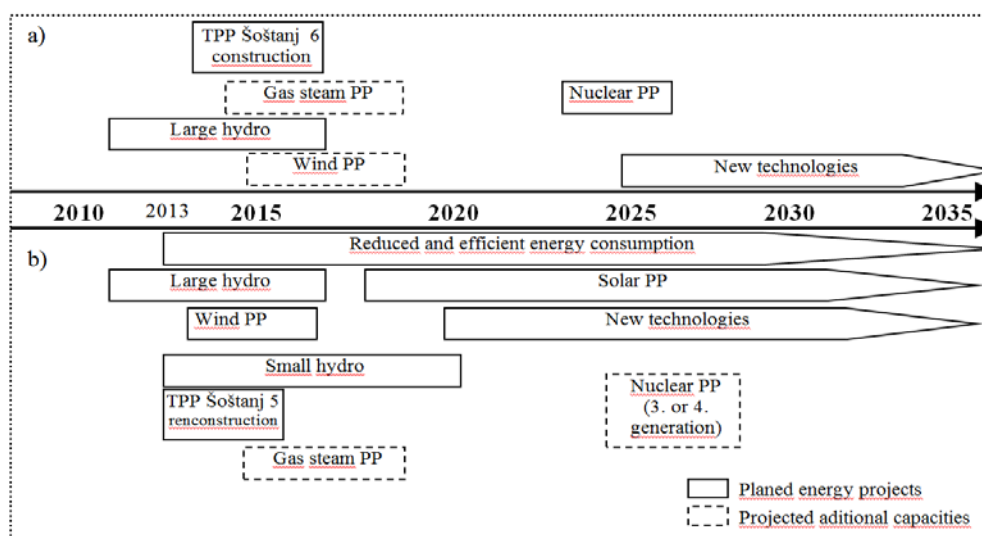 a)
TPP Šoštanj 6
construction
Gas steam PP
Nuclear PP
Large hydro
Wind PP
New technologies
2010 2013 2015 2020 2025 2030 2035
Reduced and efficient energy consumption
b)
Large hydro
Solar PP
Wind PP
New technologies
Small hydro
TPP Šoštanj 5
renconstruction
Nuclear PP
(3. or 4.
generation)
Gas steam PP
Planed energy projects
Projected aditional capacities